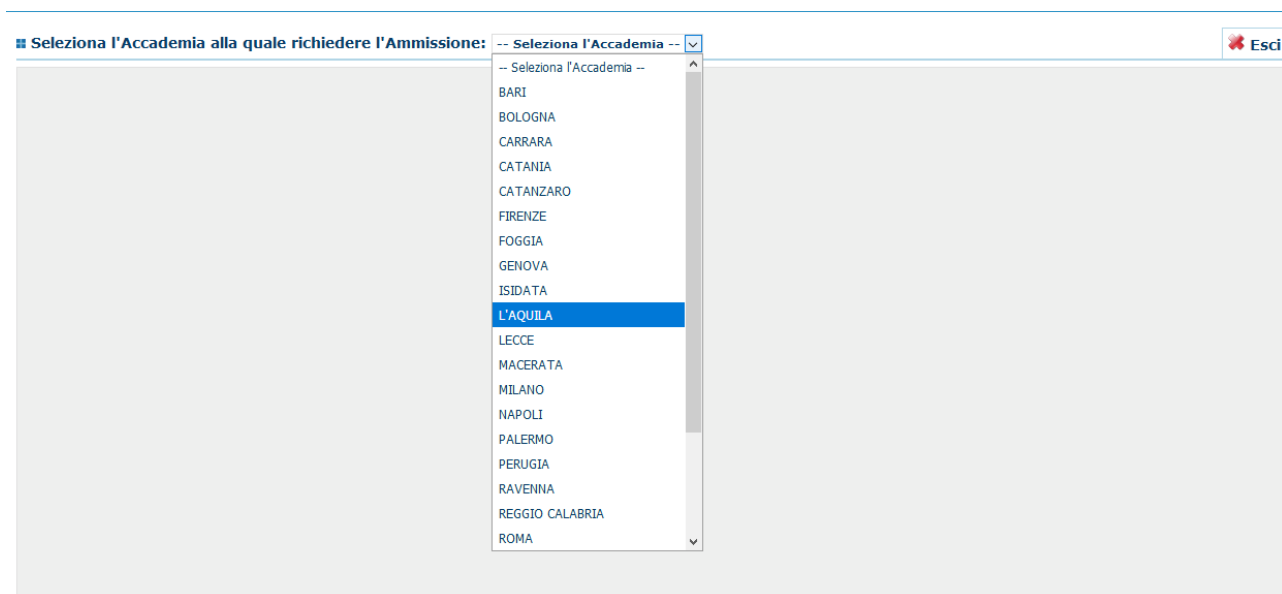 Seleziona l'Accademia alla quale richiedere l'Ammissione: -- Seleziona l'Accademia -- Esci
-- Seleziona l'Accademia --
BARI
BOLOGNA
CARRARA
CATANIA
CATANZARO
FIRENZE
FOGGIA
GENOVA
ISIDATA
L'AQUILA
LECCE
MACERATA
MILANO
NAPOLI
PALERMO
PERUGIA
RAVENNA
REGGIO CALABRIA
ROMA